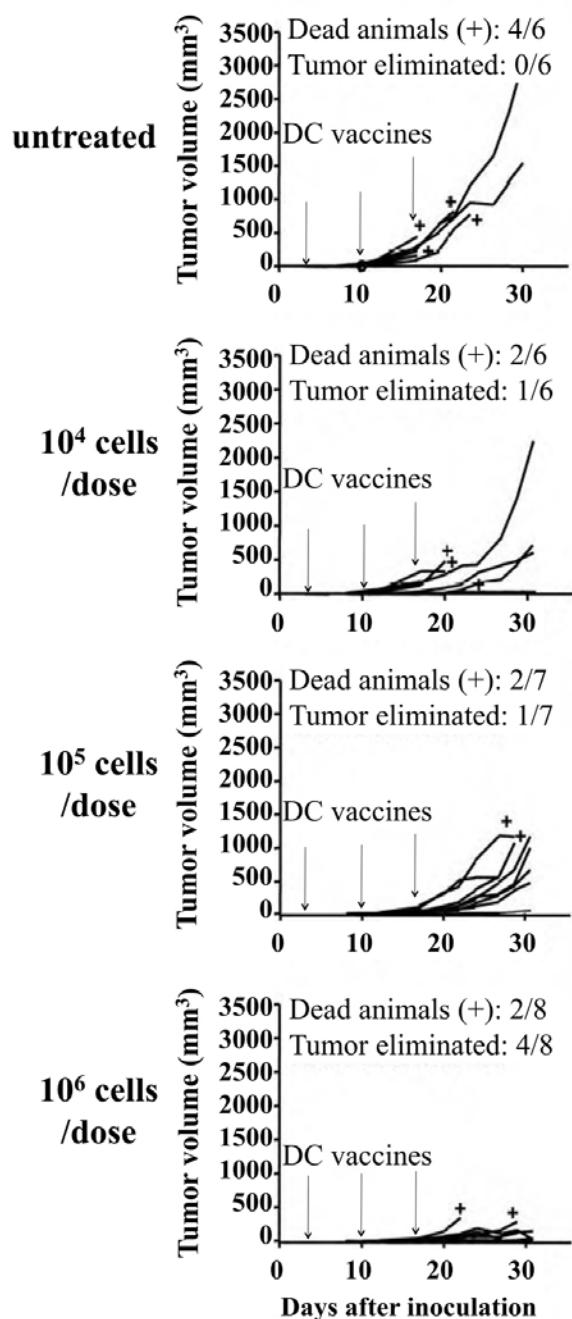 untreated
Tumor volume (mm³)
3500
3000
2500
2000
1500
1000
500
0
Dead animals (+): 4/6
Tumor eliminated: 0/6
DC vaccines
+
+
+
+
0 10 20 30
10⁴ cells
/dose
Tumor volume (mm³)
3500
3000
2500
2000
1500
1000
500
0
Dead animals (+): 2/6
Tumor eliminated: 1/6
DC vaccines
+
+
+
0 10 20 30
10⁵ cells
/dose
Tumor volume (mm³)
3500
3000
2500
2000
1500
1000
500
0
Dead animals (+): 2/7
Tumor eliminated: 1/7
DC vaccines
+
+
0 10 20 30
10⁶ cells
/dose
Tumor volume (mm³)
3500
3000
2500
2000
1500
1000
500
0
Dead animals (+): 2/8
Tumor eliminated: 4/8
DC vaccines
+
+
0 10 20 30
Days after inoculation